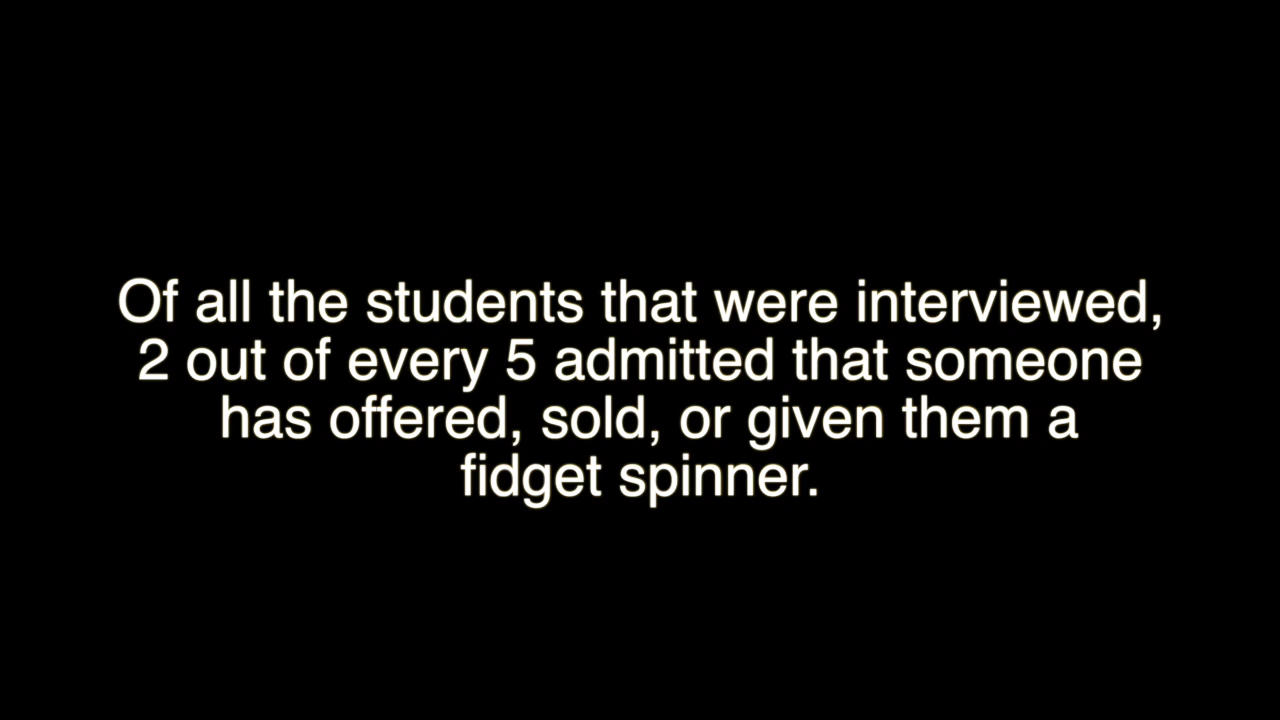 Of all the students that were interviewed,
2 out of every 5 admitted that someone
has offered, sold, or given them a
fidget spinner.